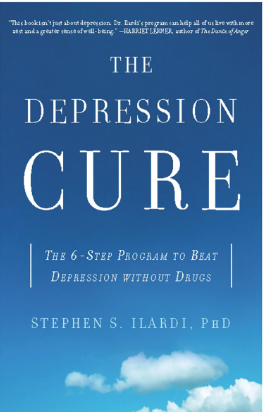 "This book isn't just about depression. Dr. Ilardi's program can help all of us live with more
zest and a greater sense of well-being." —HARRIET LERNER, author of The Dance of Anger
THE
DEPRESSION
CURE
THE 6-STEP PROGRAM TO BEAT
DEPRESSION WITHOUT DRUGS
STEPHEN S. ILARDI, PHD